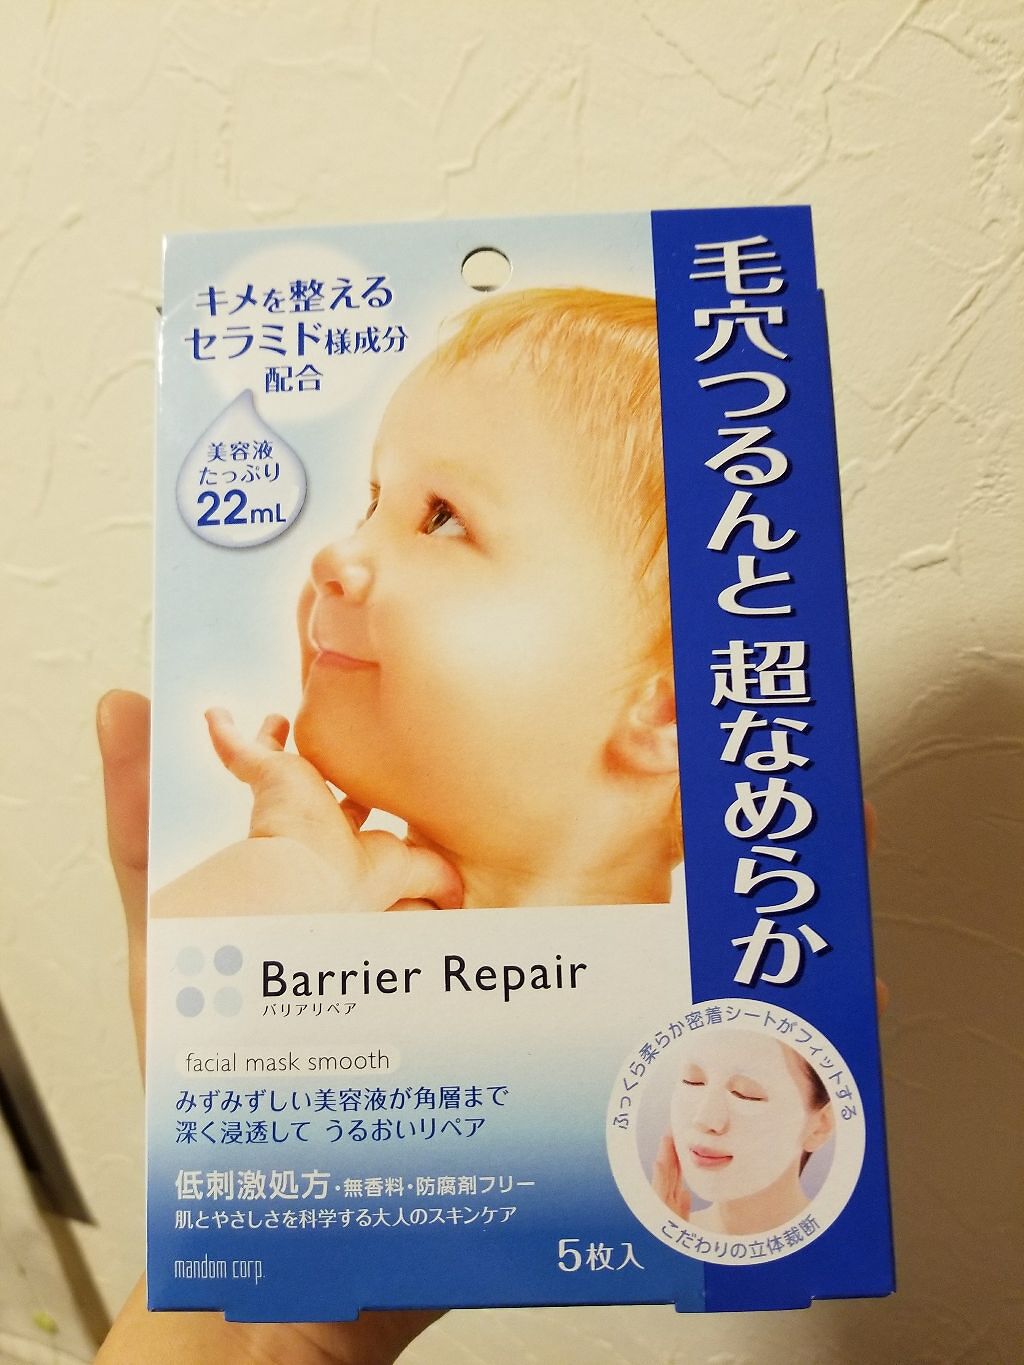 キメを整える
セラミド様成分
配合
美容液
たっぷり
22mL
毛穴つるんと 超なめらか
Barrier Repair
バリアリペア
facial mask smooth
みずみずしい美容液が角層まで
深く浸透して うるおいリペア
低刺激処方・無香料・防腐剤フリー
肌とやさしさを科学する大人のスキンケア
mandom corp.
5枚入
ふっくら柔らか密着シートがフィットする
こだわりの立体裁断